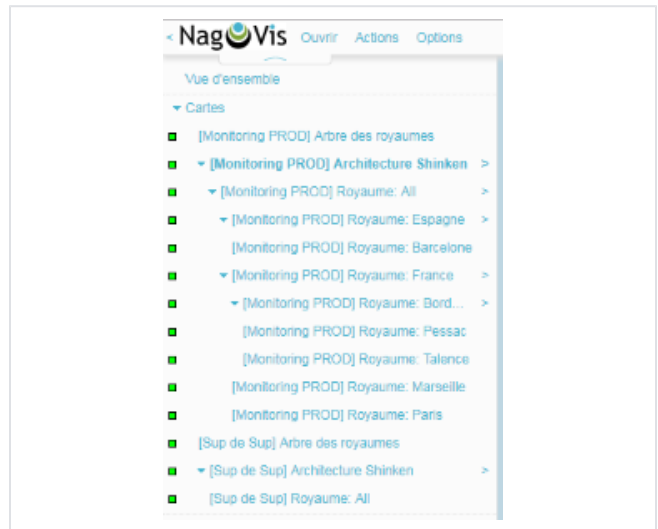 < NagVis Ouvrir Actions Options
Vue d'ensemble
Cartes
[Monitoring PROD] Arbre des royaumes
[Monitoring PROD] Architecture Shinken >
[Monitoring PROD] Royaume: All >
[Monitoring PROD] Royaume: Espagne >
[Monitoring PROD] Royaume: Barcelone
[Monitoring PROD] Royaume: France >
[Monitoring PROD] Royaume: Bord... >
[Monitoring PROD] Royaume: Pessac
[Monitoring PROD] Royaume: Talence
[Monitoring PROD] Royaume: Marseille
[Monitoring PROD] Royaume: Paris
[Sup de Sup] Arbre des royaumes
[Sup de Sup] Architecture Shinken >
[Sup de Sup] Royaume: All